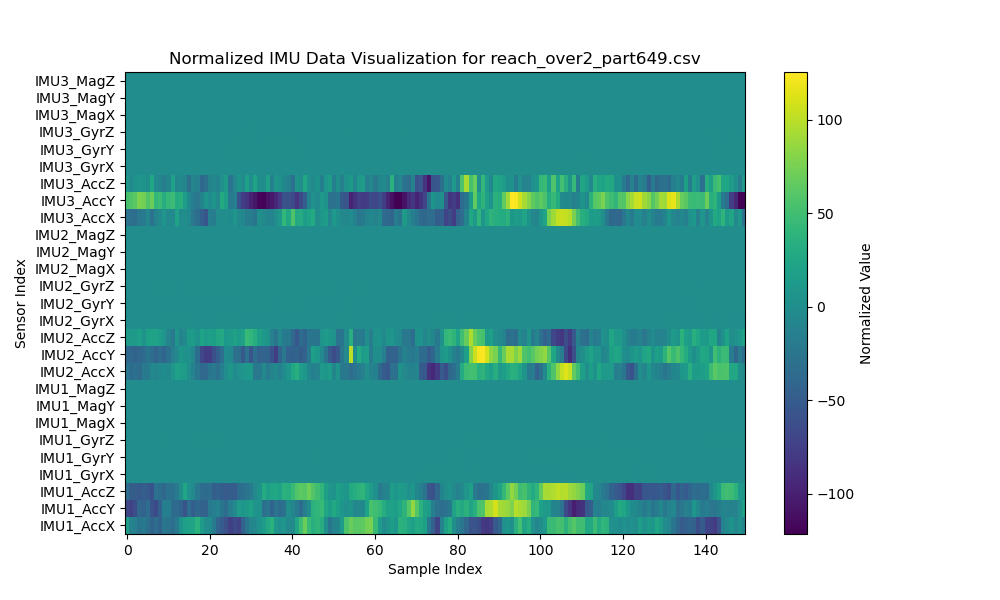 Normalized IMU Data Visualization for reach_over2_part649.csv
IMU3_MagZ
IMU3_MagY
IMU3_MagX
IMU3_GyrZ
IMU3_GyrY
IMU3_GyrX
IMU3_AccZ
IMU3_AccY
IMU3_AccX
IMU2_MagZ
IMU2_MagY
IMU2_MagX
IMU2_GyrZ
IMU2_GyrY
IMU2_GyrX
IMU2_AccZ
IMU2_AccY
IMU2_AccX
IMU1_MagZ
IMU1_MagY
IMU1_MagX
IMU1_GyrZ
IMU1_GyrY
IMU1_GyrX
IMU1_AccZ
IMU1_AccY
IMU1_AccX
Sensor Index
0 20 40 60 80 100 120 140
Sample Index
100
50
0
−50
−100
Normalized Value